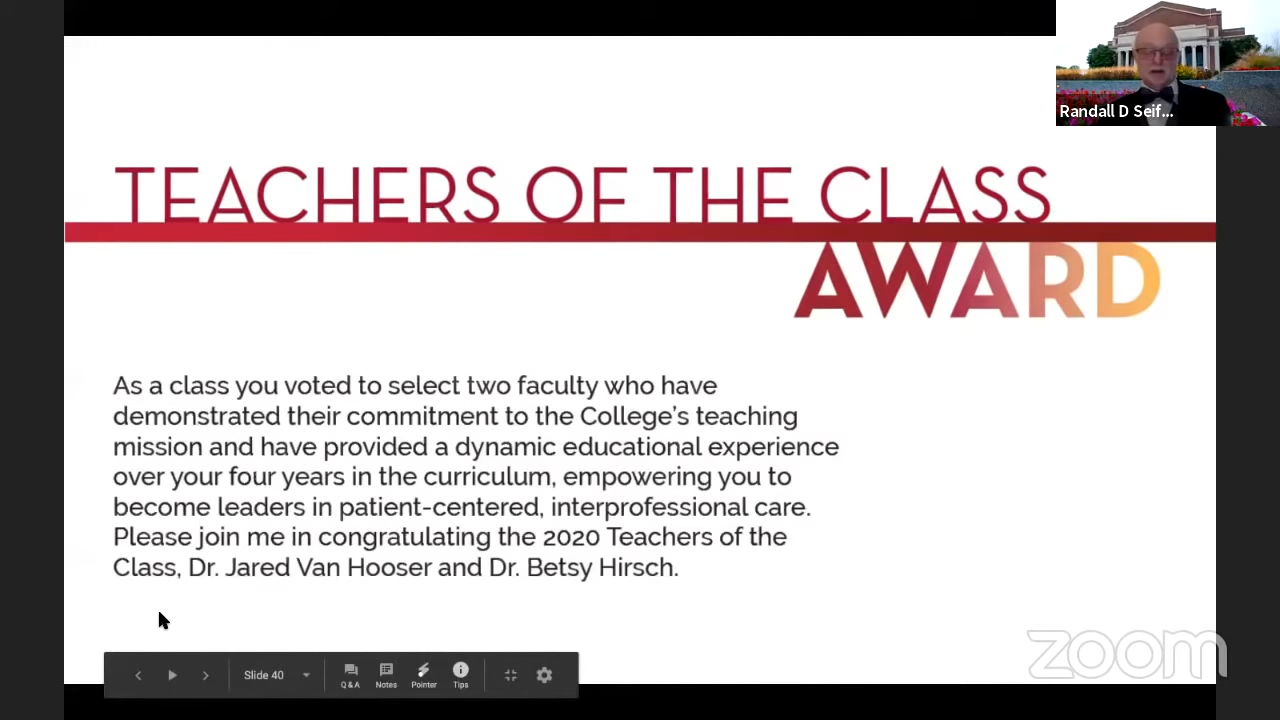 Randall D Seif...
TEACHERS OF THE CLASS
AWARD
As a class you voted to select two faculty who have
demonstrated their commitment to the College's teaching
mission and have provided a dynamic educational experience
over your four years in the curriculum, empowering you to
become leaders in patient-centered, interprofessional care.
Please join me in congratulating the 2020 Teachers of the
Class, Dr. Jared Van Hooser and Dr. Betsy Hirsch.
zoom
Slide 40
Q&A Notes Pointer Tips